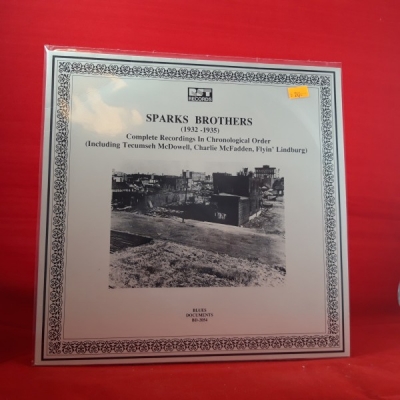 RST
RECORDS
SPARKS BROTHERS
(1932 -1935)
Complete Recordings In Chronological Order
(Including Tecumseh McDowell, Charlie McFadden, Flyin' Lindburg)
BLUES
DOCUMENTS